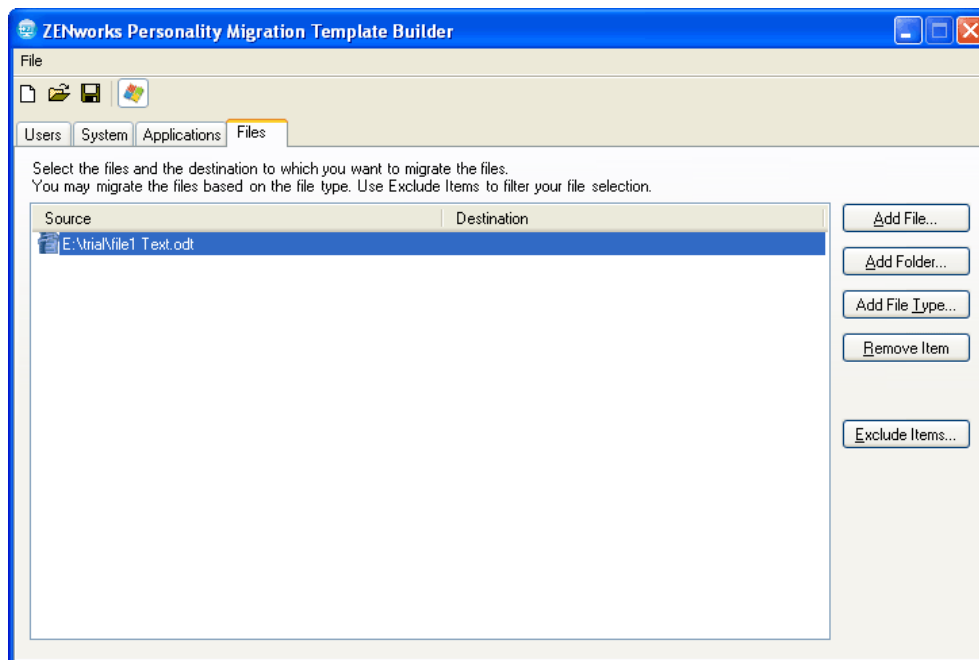 ZENworks Personality Migration Template Builder
File
Users System Applications Files
Select the files and the destination to which you want to migrate the files.
You may migrate the files based on the file type. Use Exclude Items to filter your file selection.
Source Destination Add File...
E:\trial\file1 Text.odt
Add Folder...
Add File Type...
Remove Item
Exclude Items...